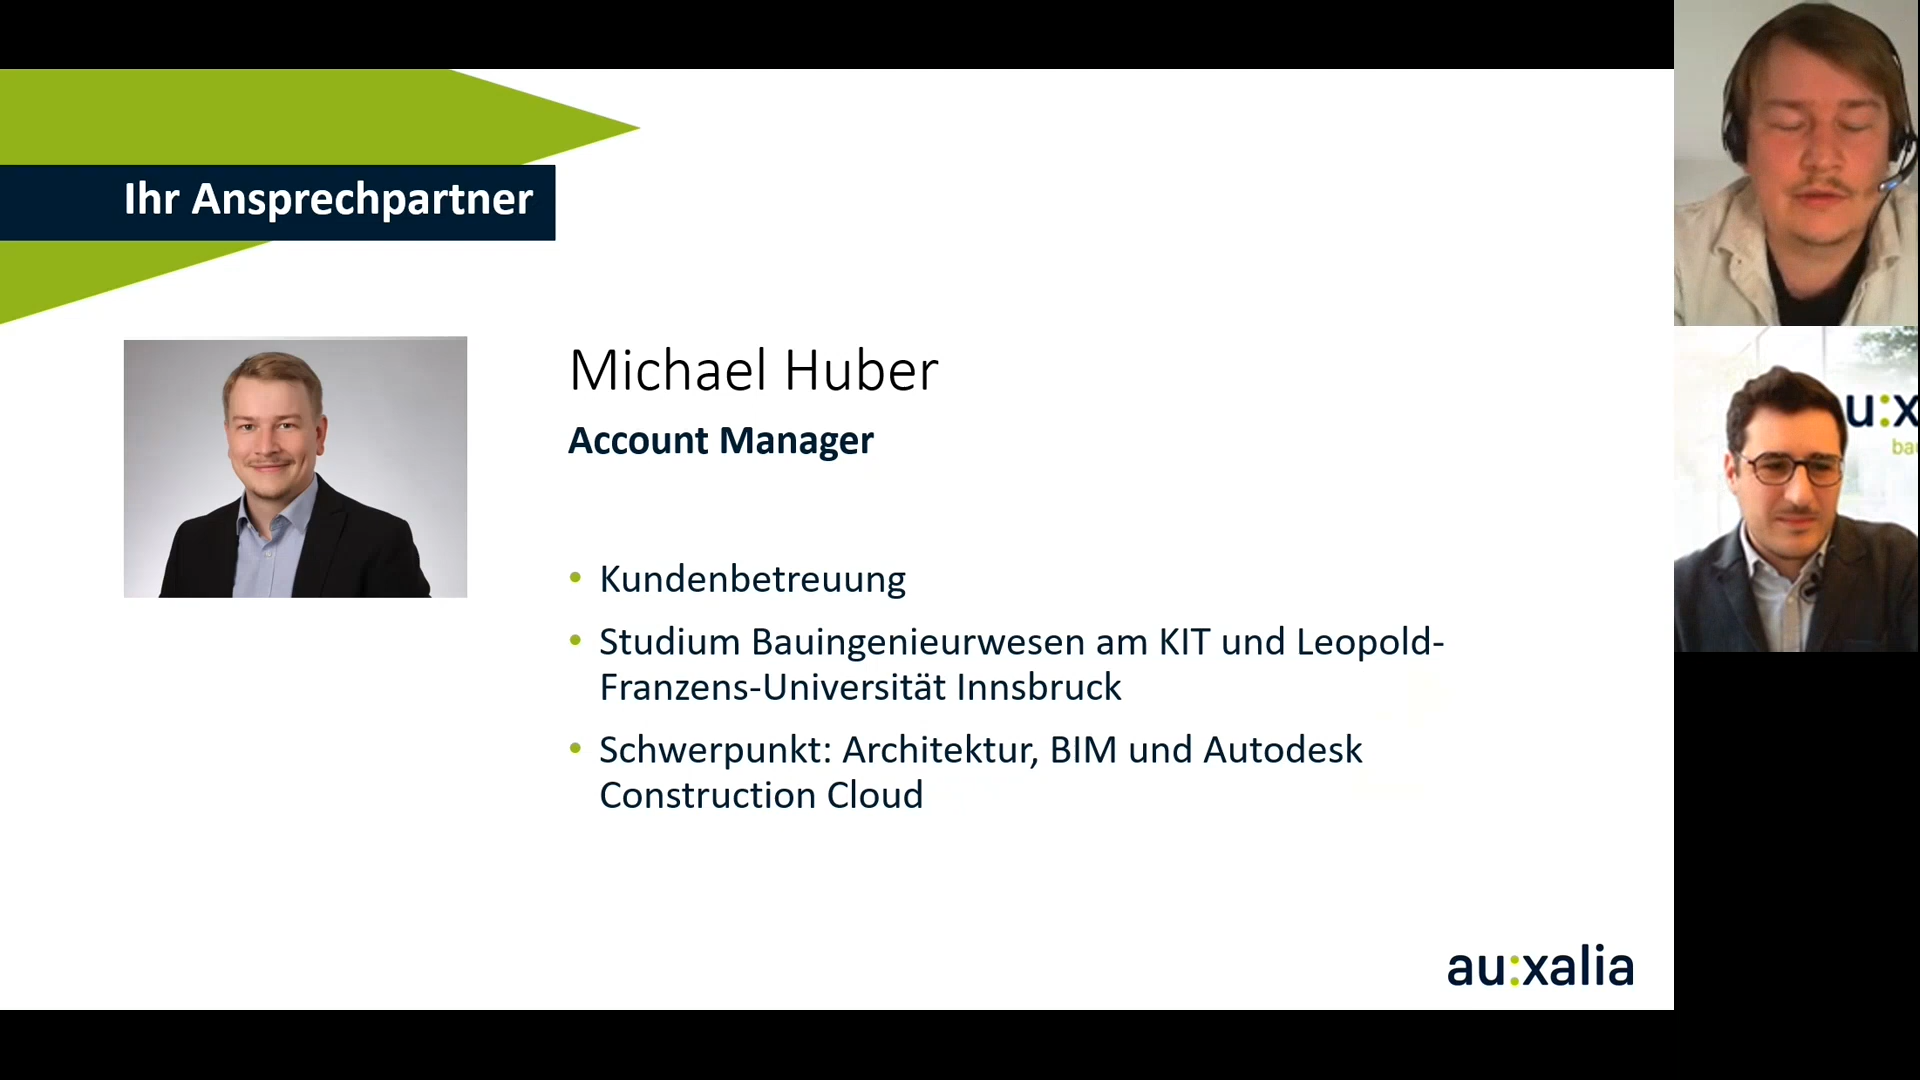 Ihr Ansprechpartner
Michael Huber
Account Manager
• Kundenbetreuung
• Studium Bauingenieurwesen am KIT und Leopold-
Franzens-Universität Innsbruck
• Schwerpunkt: Architektur, BIM und Autodesk
Construction Cloud
au:xalia
u:x
ba